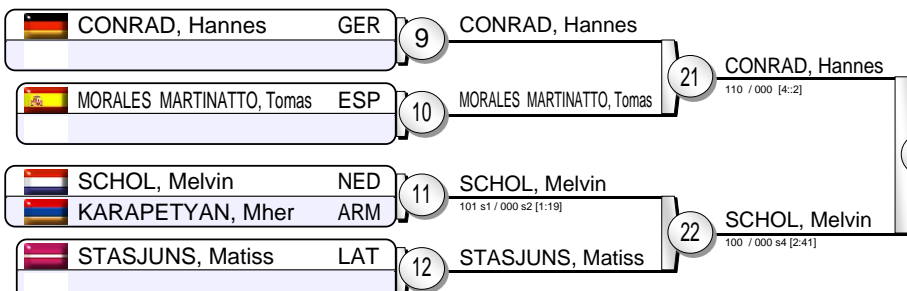 CONRAD, Hannes GER 9 CONRAD, Hannes
21 CONRAD, Hannes
110 / 000 [4::2]
MORALES MARTINATTO, Tomas ESP 10 MORALES MARTINATTO, Tomas
SCHOL, Melvin NED 11 SCHOL, Melvin
101 s1 / 000 s2 [1:19]
KARAPETYAN, Mher ARM
22 SCHOL, Melvin
100 / 000 s4 [2:41]
STASJUNS, Matiss LAT 12 STASJUNS, Matiss